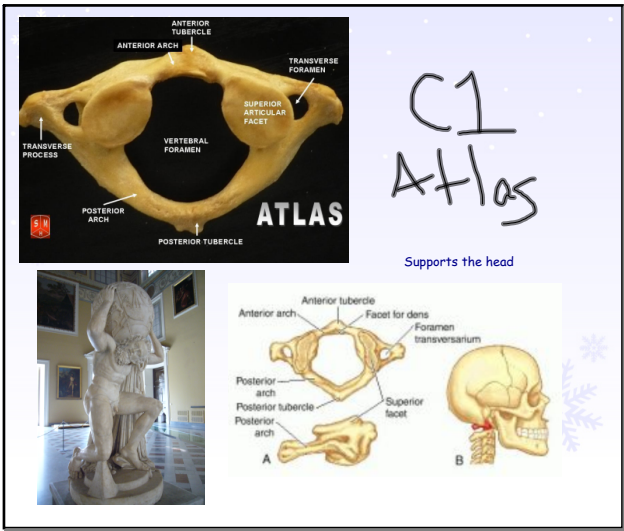 ANTERIOR
TUBERCLE
ANTERIOR ARCH
TRANSVERSE
FORAMEN
SUPERIOR
ARTICULAR
FACET
VERTEBRAL
FORAMEN
TRANSVERSE
PROCESS
POSTERIOR
ARCH
ATLAS
POSTERIOR TUBERCLE
S M
H
C1
Atlas
Supports the head
Anterior tubercle
Anterior arch
Facet for dens
Foramen
transversarium
Posterior
arch
Posterior tubercle
Superior
facet
Posterior
arch
A
B